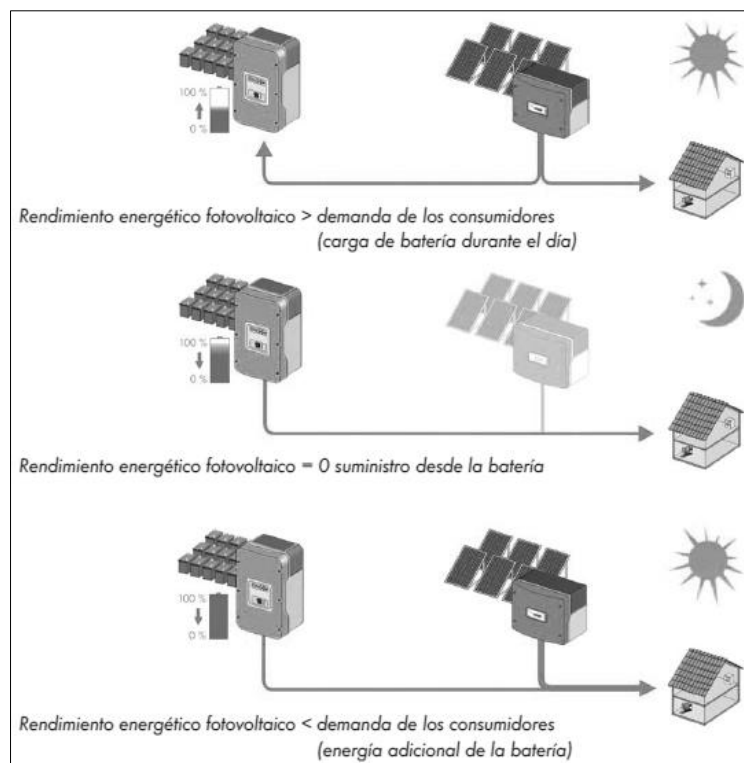 100 %
0 %
Rendimiento energético fotovoltaico > demanda de los consumidores
(carga de batería durante el día)
100 %
0 %
Rendimiento energético fotovoltaico = 0 suministro desde la batería
100 %
0 %
Rendimiento energético fotovoltaico < demanda de los consumidores
(energía adicional de la batería)